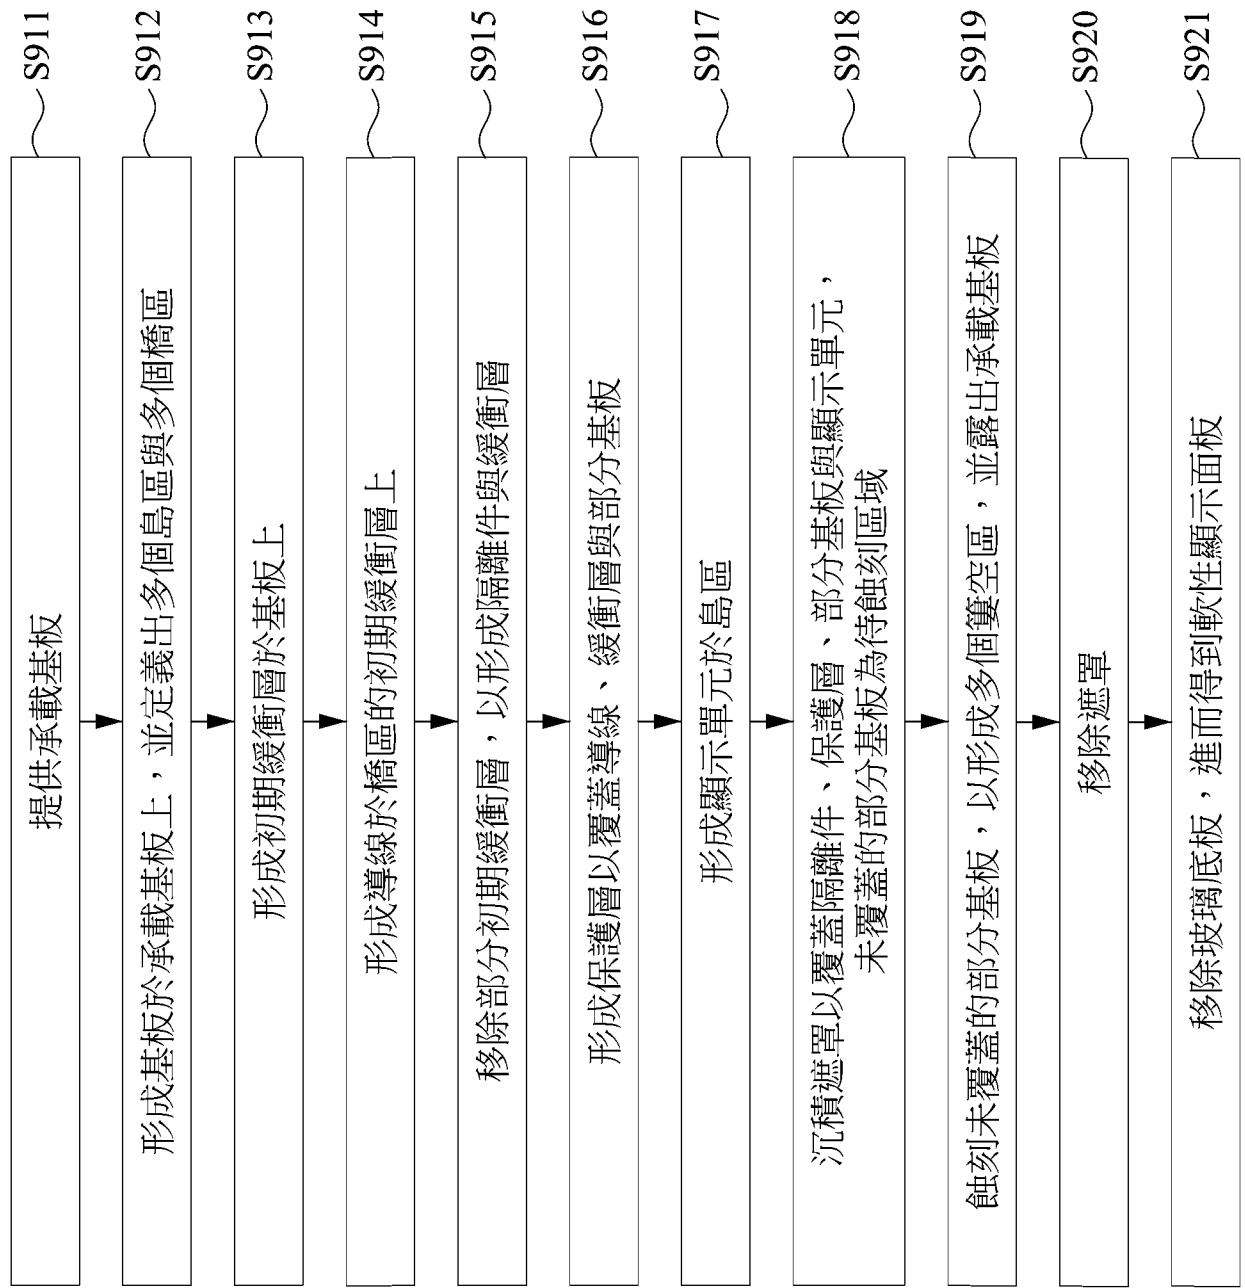 提供承載基板
S911
形成基板於承載基板上，並定義出多個島區與多個橋區
S912
形成初期緩衝層於基板上
S913
形成導線於橋區的初期緩衝層上
S914
移除部分初期緩衝層，以形成隔離件與緩衝層
S915
形成保護層以覆蓋導線、緩衝層與部分基板
S916
形成顯示單元於島區
S917
沉積遮罩以覆蓋隔離件、保護層、部分基板與顯示單元，
未覆蓋的部分基板為待蝕刻區域
S918
蝕刻未覆蓋的部分基板，以形成多個簍空區，並露出承載基板
S919
移除遮罩
S920
移除玻璃底板，進而得到軟性顯示面板
S921